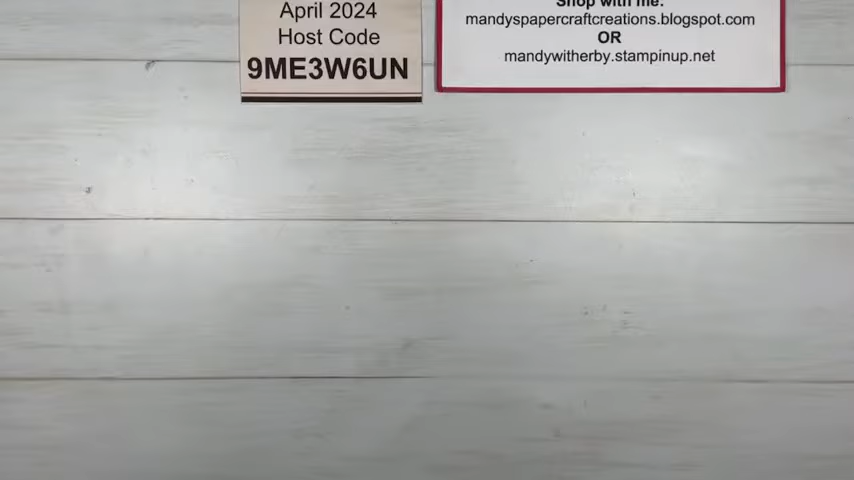 April 2024
Host Code
9ME3W6UN
Shop with me:
mandyspapercraftcreations.blogspot.com
OR
mandywitherby.stampinup.net